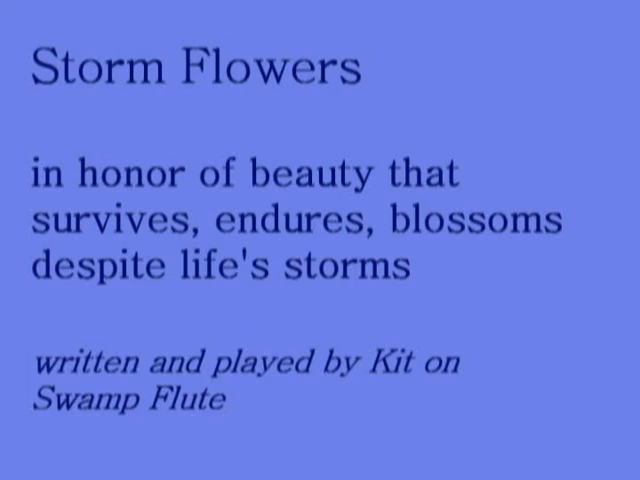 Storm Flowers
in honor of beauty that
survives, endures, blossoms
despite life's storms
written and played by Kit on
Swamp Flute